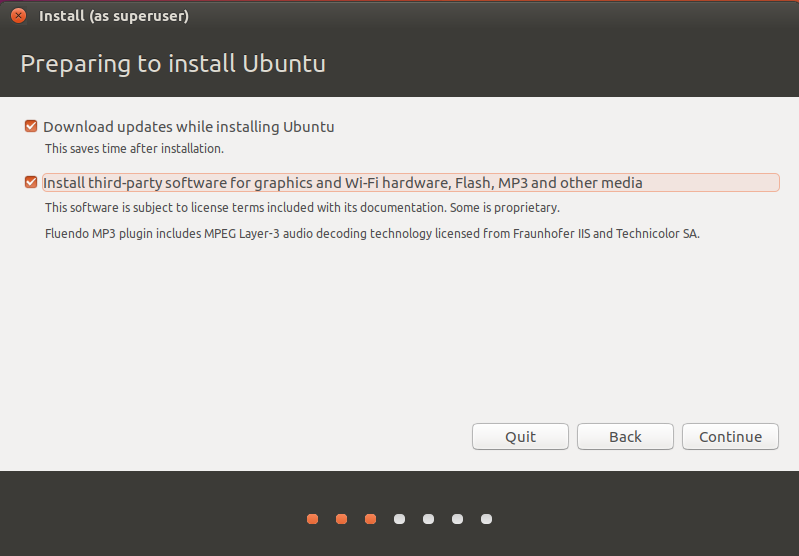 Install (as superuser)
Preparing to install Ubuntu
Download updates while installing Ubuntu
This saves time after installation.
Install third-party software for graphics and Wi-Fi hardware, Flash, MP3 and other media
This software is subject to license terms included with its documentation. Some is proprietary.
Fluendo MP3 plugin includes MPEG Layer-3 audio decoding technology licensed from Fraunhofer IIS and Technicolor SA.
Quit Back Continue